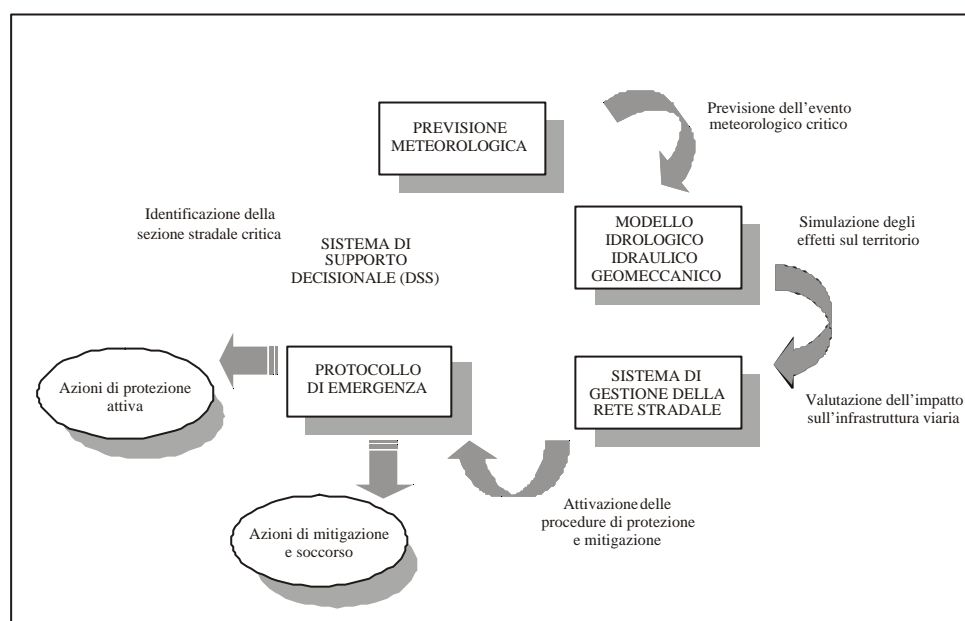 PREVISIONE
METEOROLOGICA
Previsione dell'evento
meteorologico critico
MODELLO
IDROLOGICO
IDRAULICO
GEOMECCANICO
Simulazione degli
effetti sul territorio
Identificazione della
sezione stradale critica
SISTEMA DI
SUPPORTO
DECISIONALE (DSS)
PROTOCOLLO
DI EMERGENZA
SISTEMA DI
GESTIONE DELLA
RETE STRADALE
Valutazione dell'impatto
sull'infrastruttura viaria
Azioni di protezione
attiva
Attivazione delle
procedure di protezione
e mitigazione
Azioni di mitigazione
e soccorso